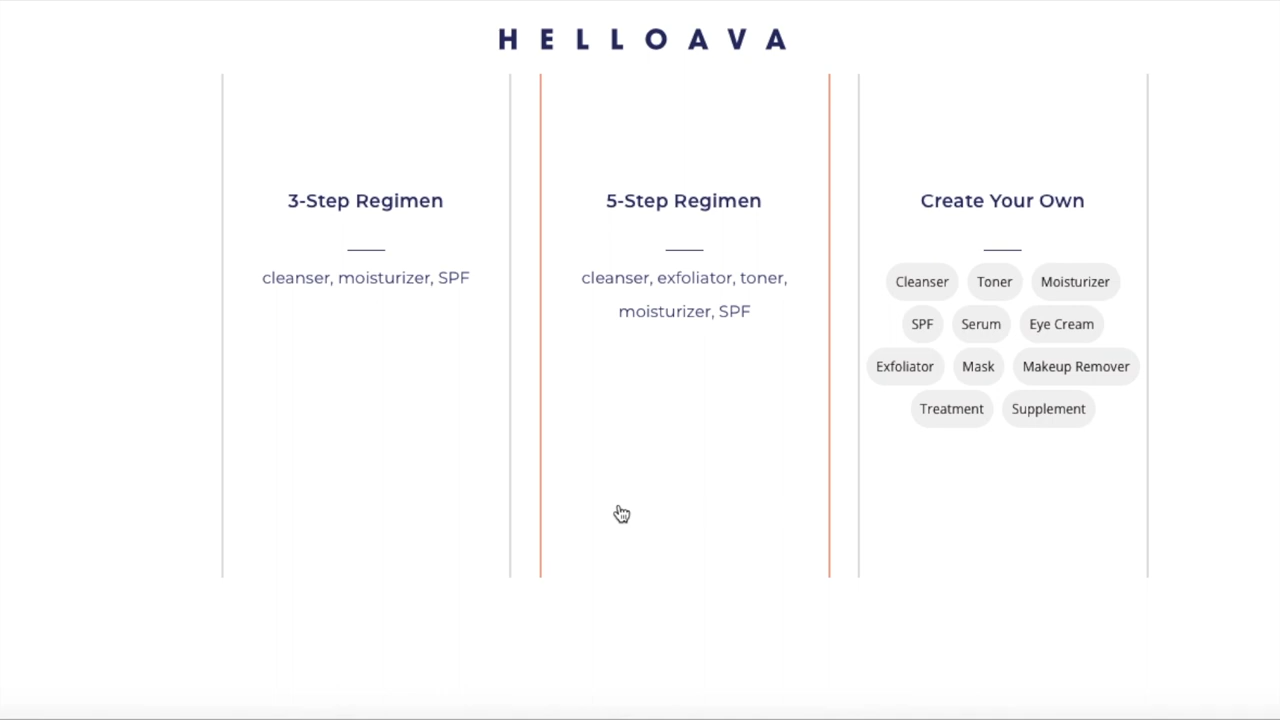 HELLOAVA
3-Step Regimen
cleanser, moisturizer, SPF
5-Step Regimen
cleanser, exfoliator, toner,
moisturizer, SPF
Create Your Own
Cleanser Toner Moisturizer
SPF Serum Eye Cream
Exfoliator Mask Makeup Remover
Treatment Supplement